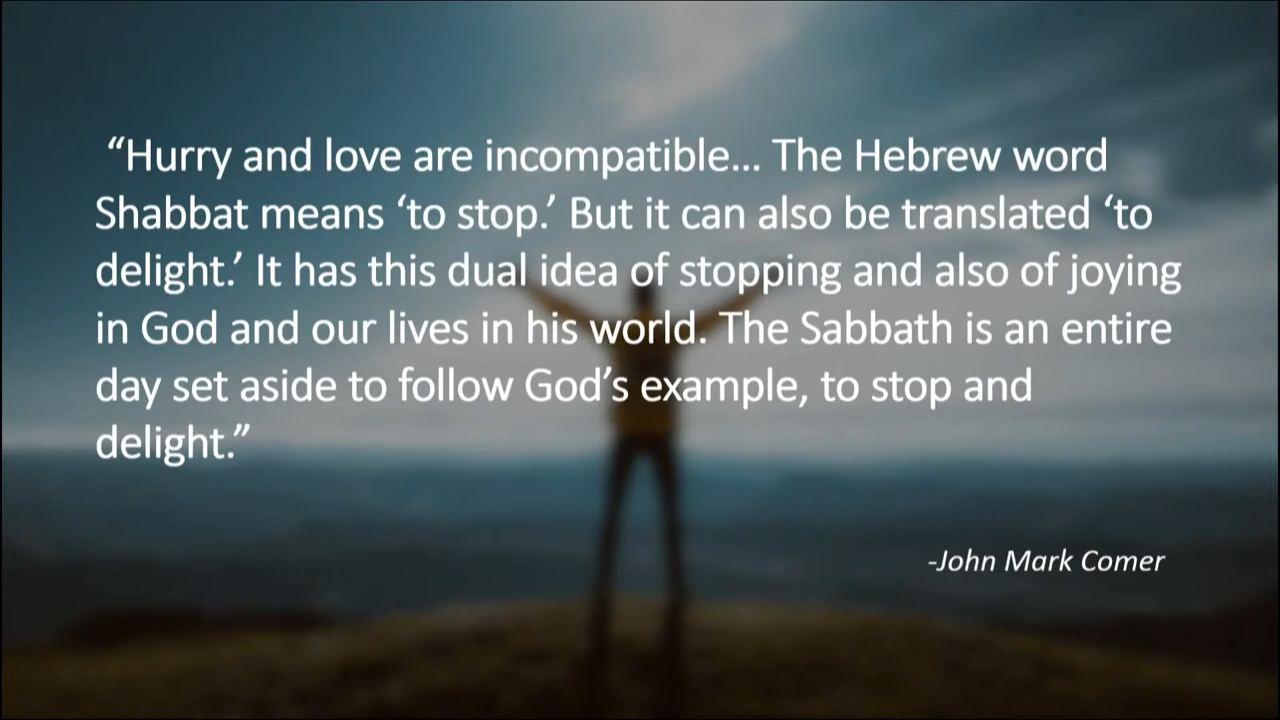 “Hurry and love are incompatible... The Hebrew word
Shabbat means ‘to stop.’ But it can also be translated ‘to
delight.’ It has this dual idea of stopping and also of joying
in God and our lives in his world. The Sabbath is an entire
day set aside to follow God’s example, to stop and
delight.”
-John Mark Comer